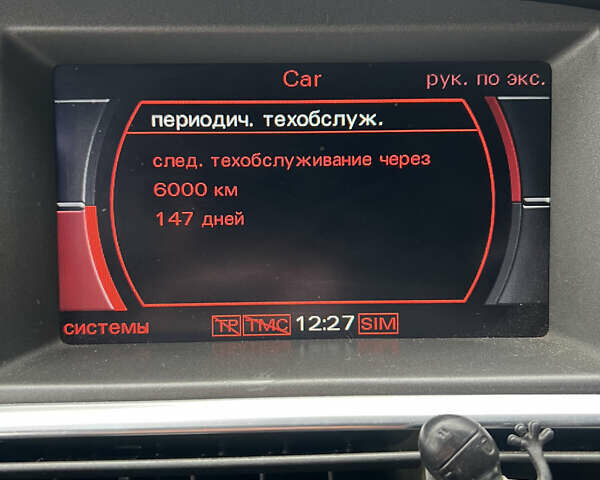 Car
рук. по экс.
периодич. техобслуж.
след. техобслуживание через
6000 км
147 дней
системы
TP TMC 12:27 SIM